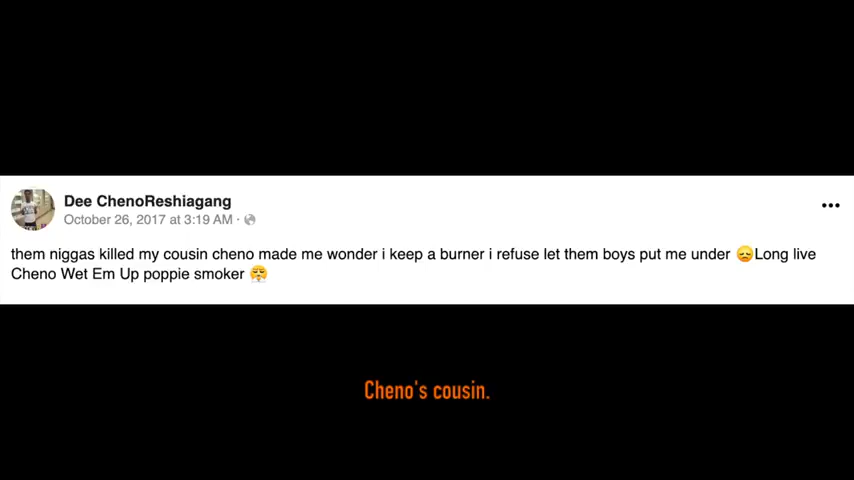 Dee ChenoReshiagang
October 26, 2017 at 3:19 AM ·
them niggas killed my cousin cheno made me wonder i keep a burner i refuse let them boys put me under 😞Long live
Cheno Wet Em Up poppie smoker 😤
Cheno's cousin.